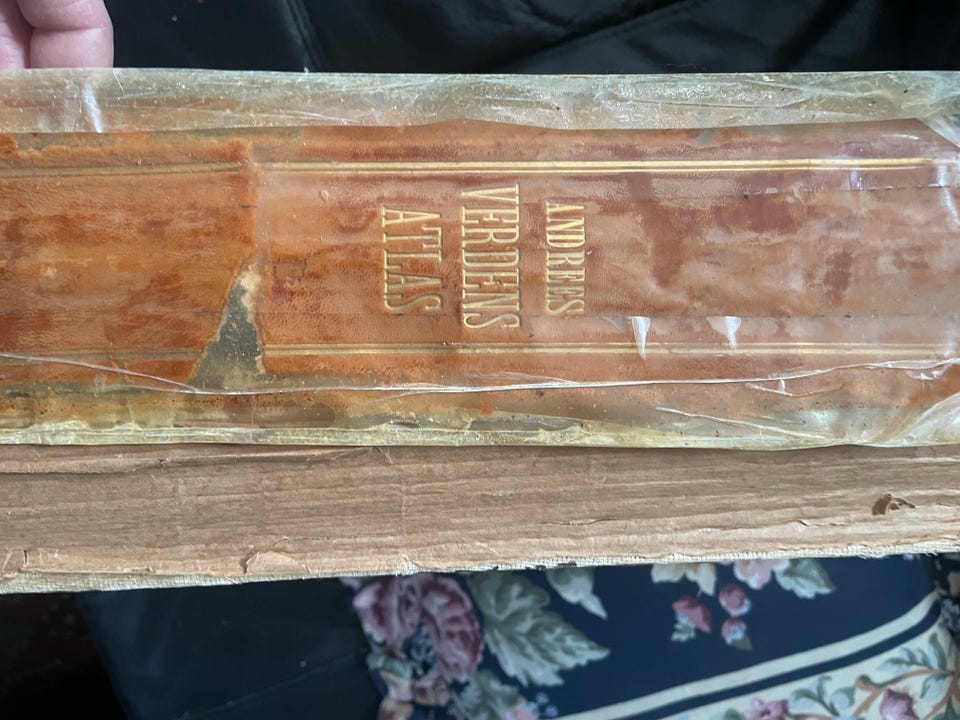 ANDREES
VERDENS
ATLAS